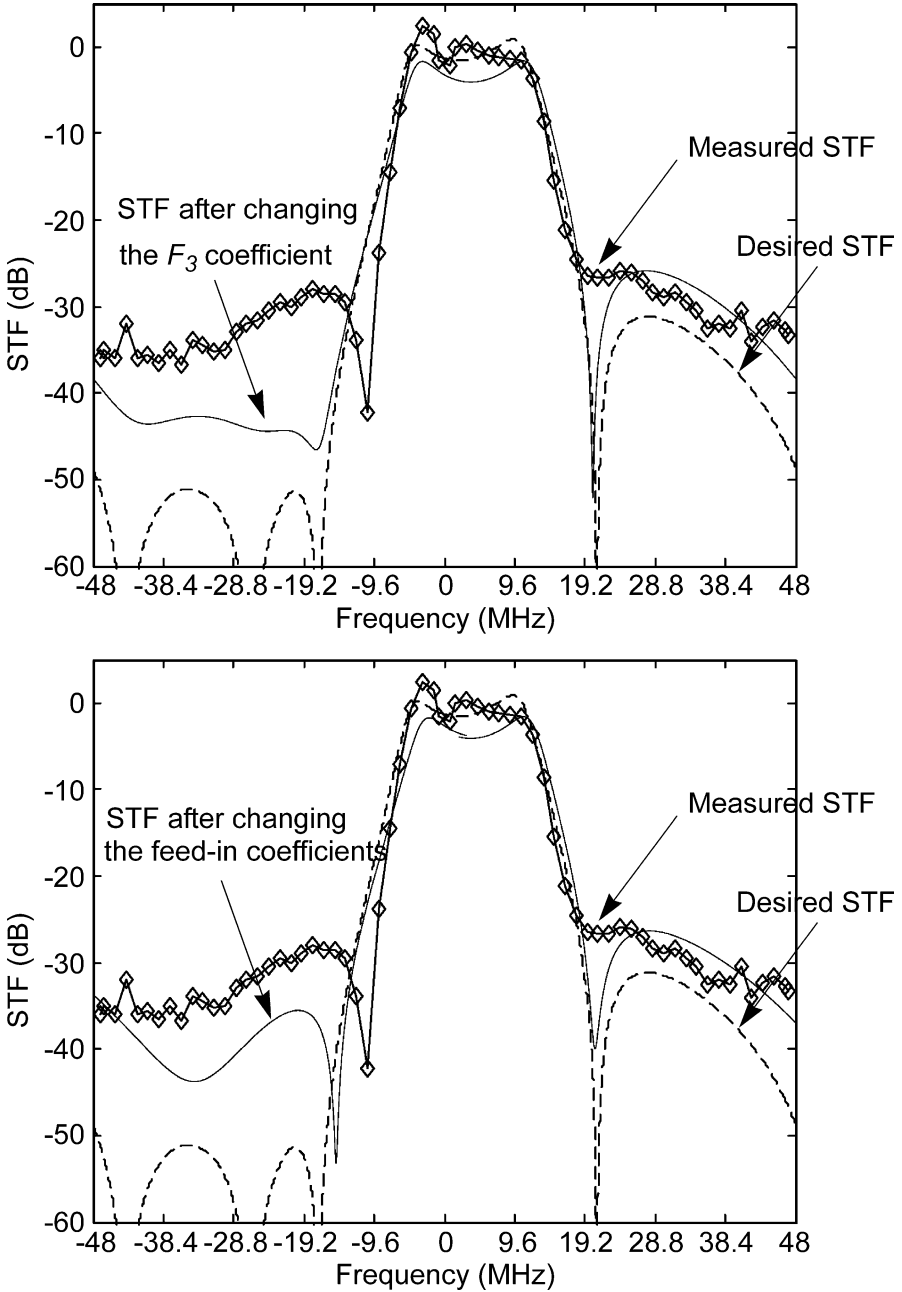 0
-10
-20
-30
-40
-50
-60
STF (dB)
Measured STF
STF after changing
the F3 coefficient
Desired STF
-48 -38.4 -28.8 -19.2 -9.6 0 9.6 19.2 28.8 38.4 48
Frequency (MHz)
0
-10
-20
-30
-40
-50
-60
STF (dB)
Measured STF
STF after changing
the feed-in coefficients
Desired STF
-48 -38.4 -28.8 -19.2 -9.6 0 9.6 19.2 28.8 38.4 48
Frequency (MHz)